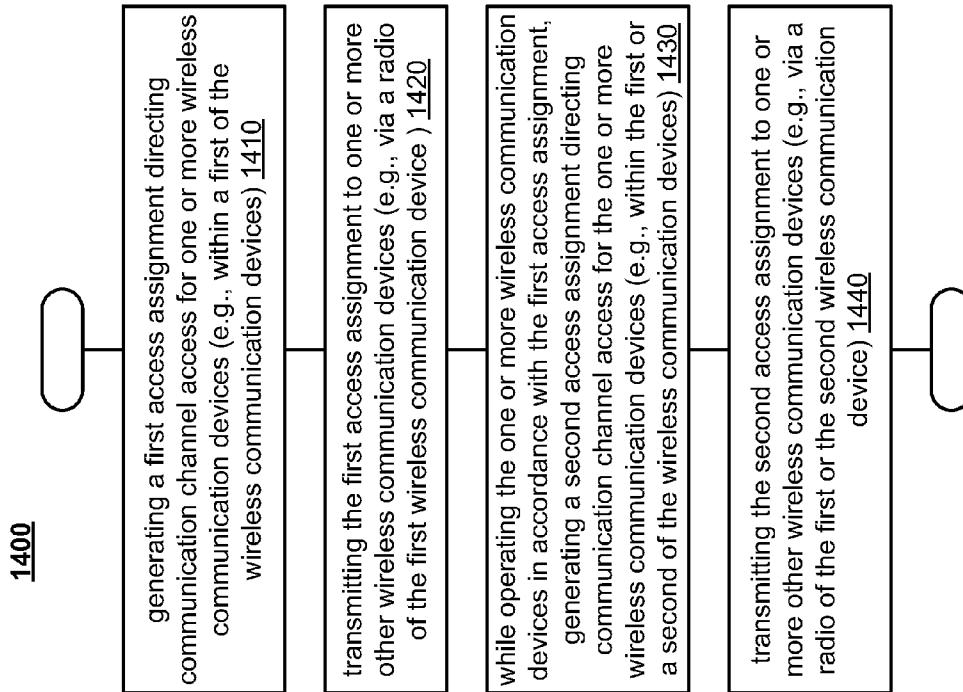 1400
generating a first access assignment directing
communication channel access for one or more wireless
communication devices (e.g., within a first of the
wireless communication devices) 1410
transmitting the first access assignment to one or more
other wireless communication devices (e.g., via a radio
of the first wireless communication device ) 1420
while operating the one or more wireless communication
devices in accordance with the first access assignment,
generating a second access assignment directing
communication channel access for the one or more
wireless communication devices (e.g., within the first or
a second of the wireless communication devices) 1430
transmitting the second access assignment to one or
more other wireless communication devices (e.g., via a
radio of the first or the second wireless communication
device) 1440